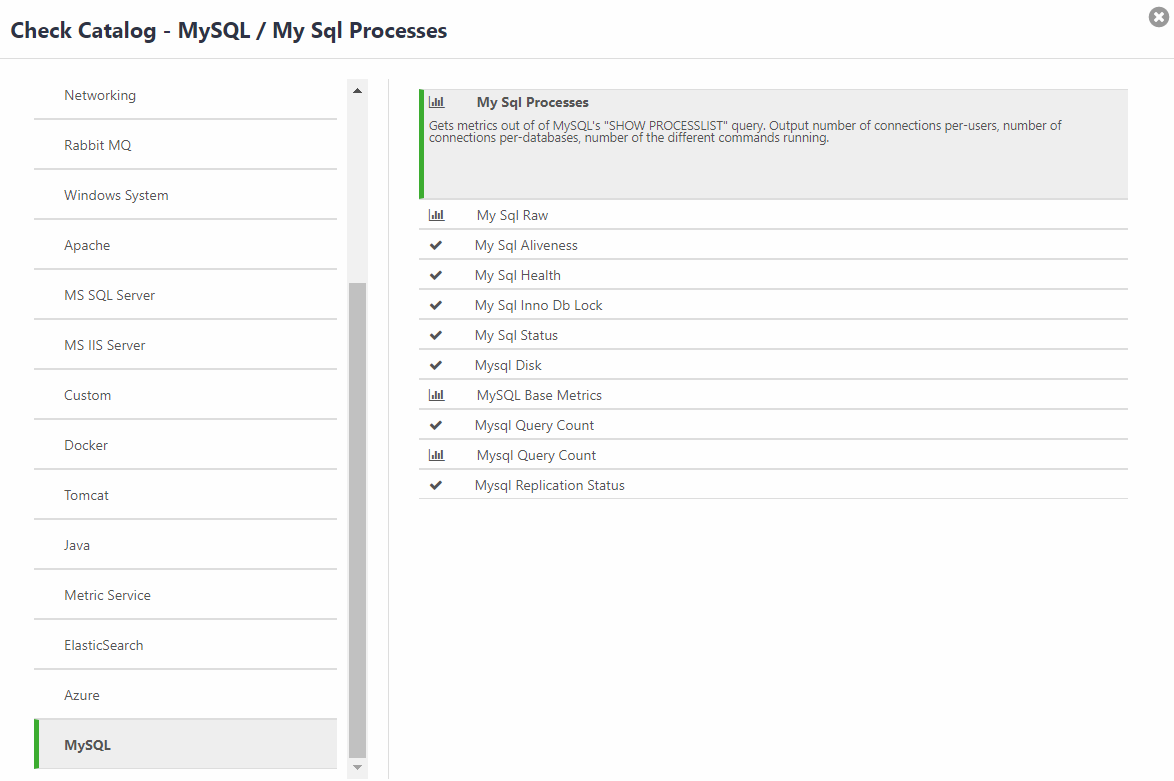 Check Catalog - MySQL / My Sql Processes
Networking
Rabbit MQ
Windows System
Apache
MS SQL Server
MS IIS Server
Custom
Docker
Tomcat
Java
Metric Service
ElasticSearch
Azure
MySQL
My Sql Processes
Gets metrics out of of MySQL's "SHOW PROCESSLIST" query. Output number of connections per-users, number of
connections per-databases, number of the different commands running.
My Sql Raw
My Sql Aliveness
My Sql Health
My Sql Inno Db Lock
My Sql Status
Mysql Disk
MySQL Base Metrics
Mysql Query Count
Mysql Query Count
Mysql Replication Status